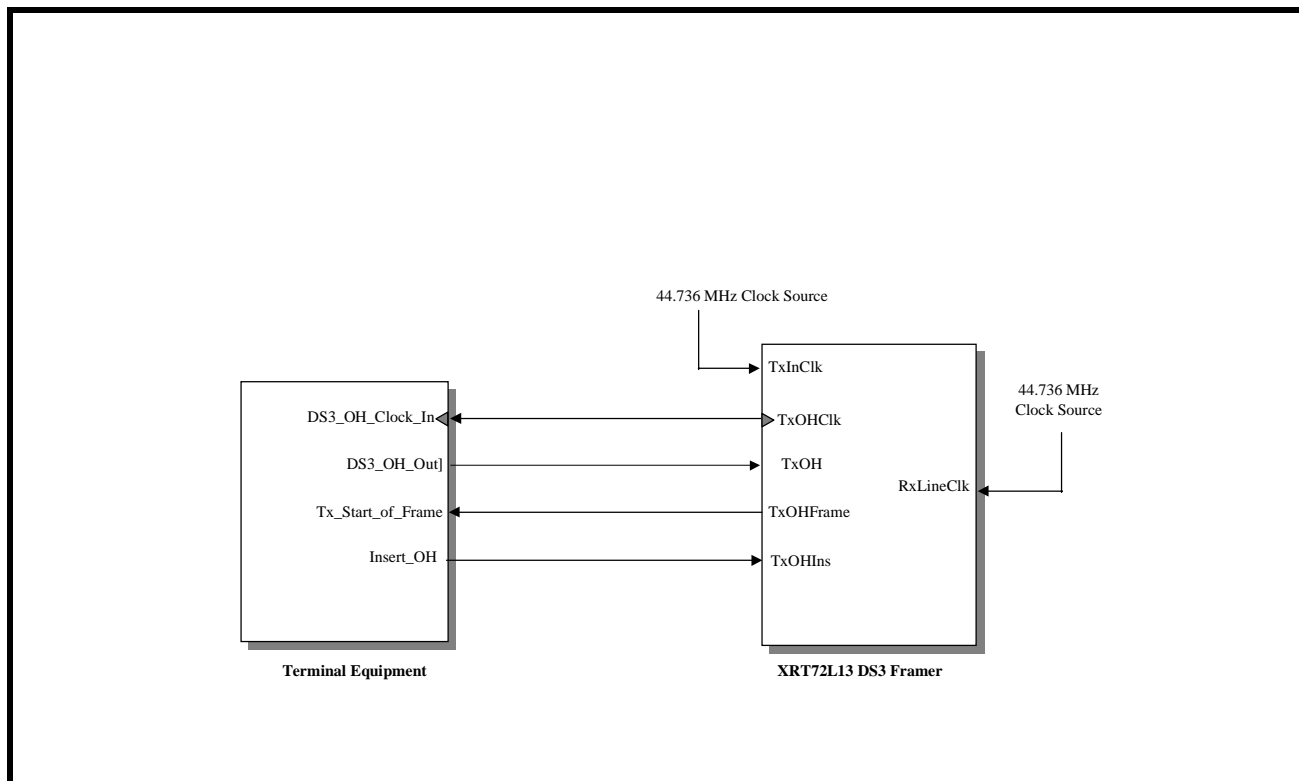 44.736 MHz Clock Source
TxInClk
44.736 MHz
Clock Source
DS3_OH_Clock_In
TxOHClk
DS3_OH_Out]
TxOH
RxLineClk
Tx_Start_of_Frame
TxOHFrame
Insert_OH
TxOHIns
Terminal Equipment
XRT72L13 DS3 Framer